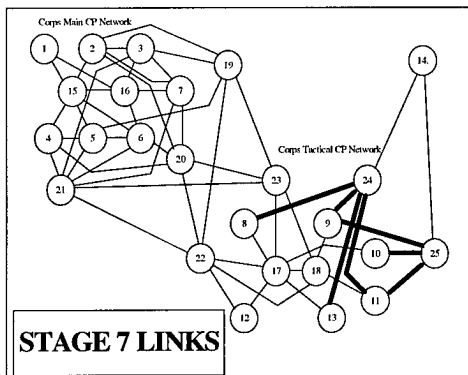 Corps Main CP Network
1 2 3 19 14.
15 16 7
4 5 6 20 Corps Tactical CP Network
21 23 24
8 9
22 17 18 10 25
11
12 13
STAGE 7 LINKS